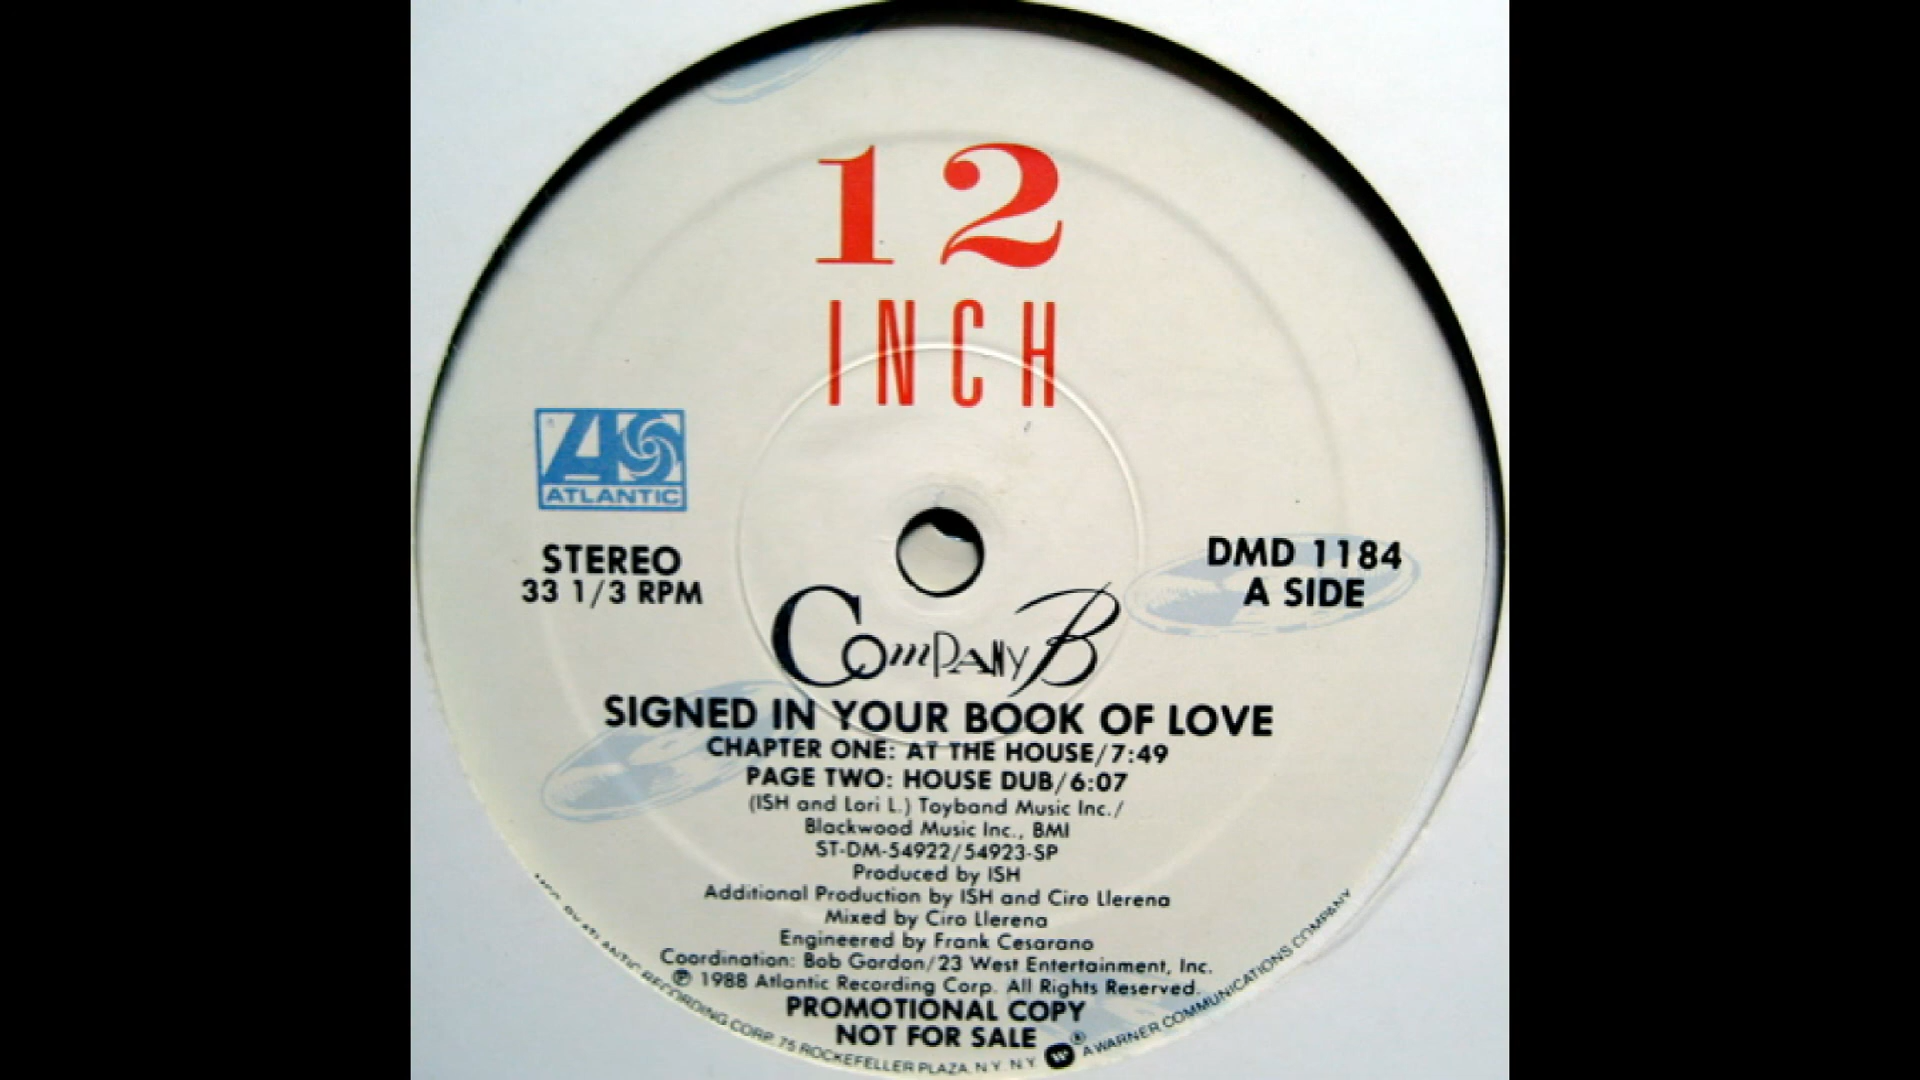 12
INCH
ATLANTIC
STEREO
33 1/3 RPM
DMD 1184
A SIDE
Company B
SIGNED IN YOUR BOOK OF LOVE
CHAPTER ONE: AT THE HOUSE/7:49
PAGE TWO: HOUSE DUB/6:07
(ISH and Lori L.) Toyband Music Inc./
Blackwood Music Inc., BMI
ST-DM-54922/54923-SP
Produced by ISH
Additional Production by ISH and Ciro Llerena
Mixed by Ciro Llerena
Engineered by Frank Cesarano
Coordination: Bob Gordon/23 West Entertainment, Inc.
℗ 1988 Atlantic Recording Corp. All Rights Reserved.
PROMOTIONAL COPY
NOT FOR SALE
MFG. BY ATLANTIC RECORDING CORP. 75 ROCKEFELLER PLAZA, N.Y. N.Y. ® A WARNER COMMUNICATIONS COMPANY